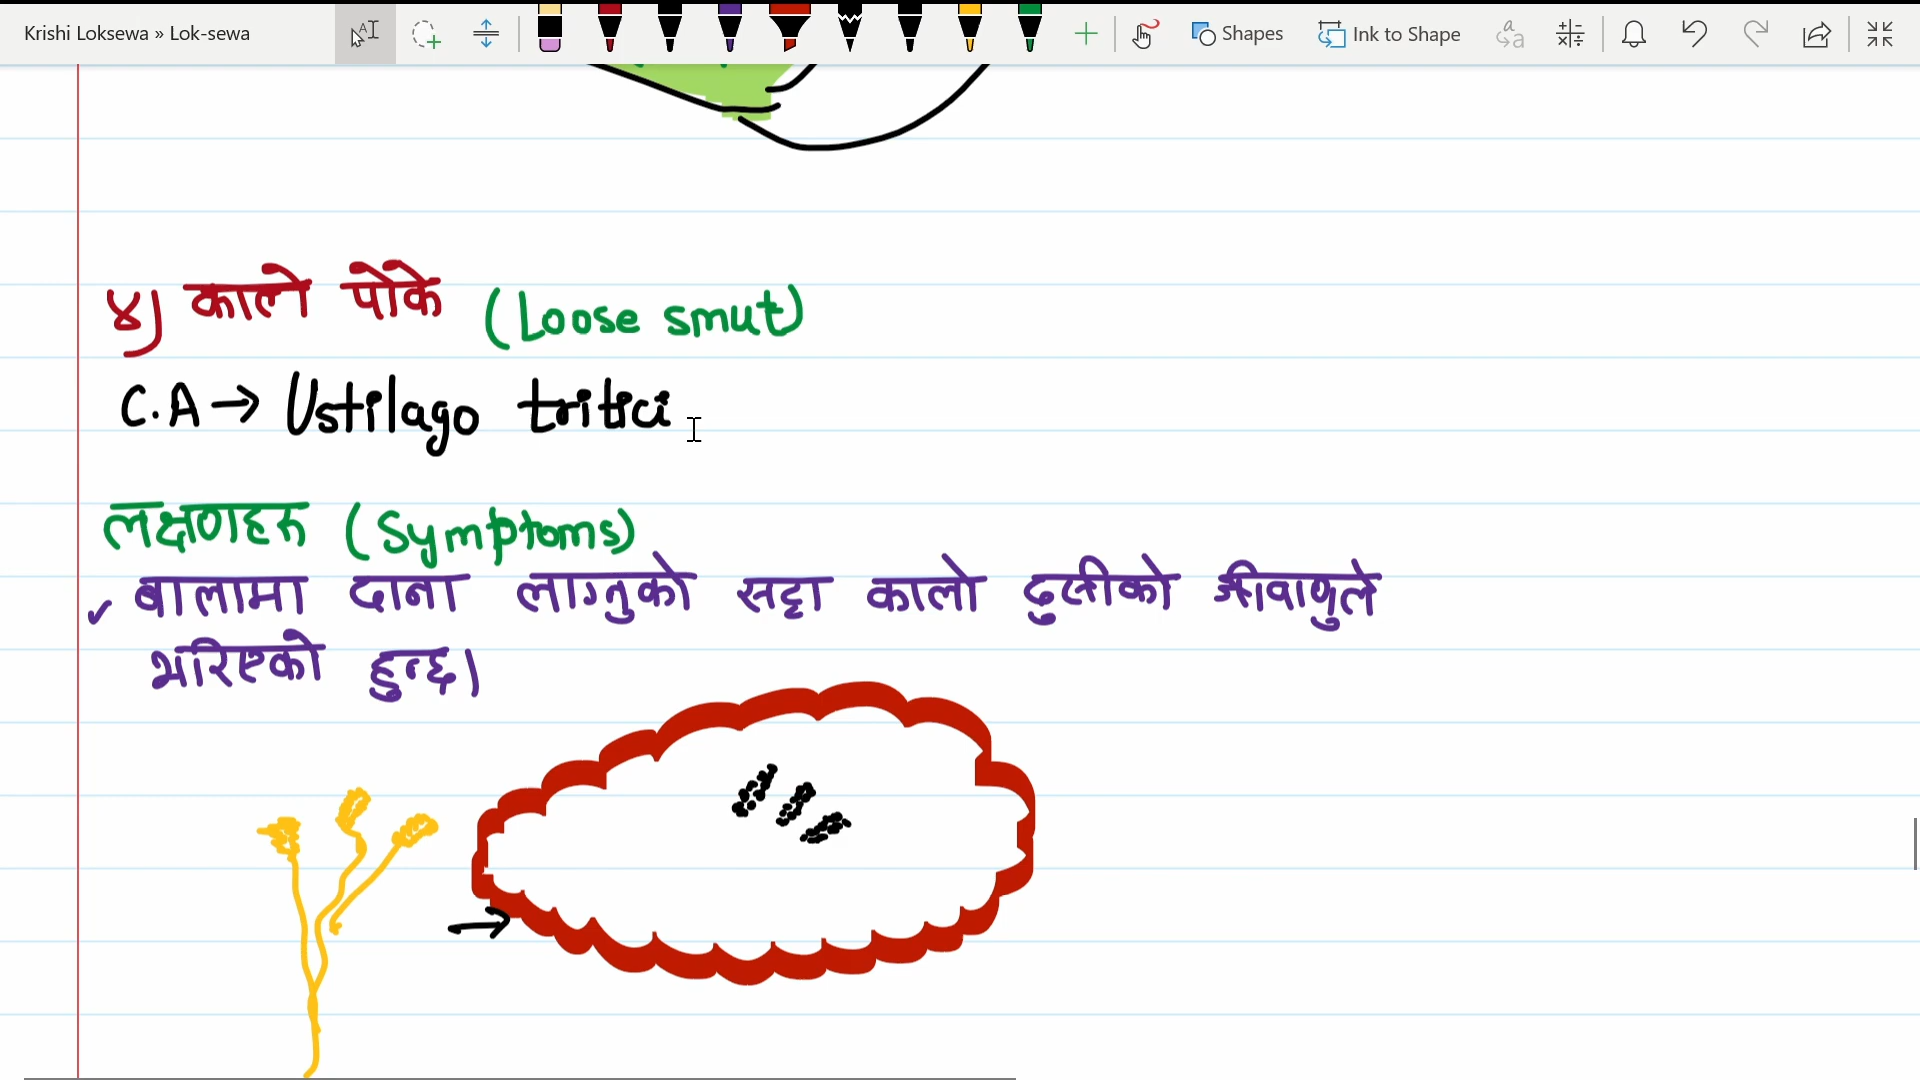 Krishi Loksewa » Lok-sewa
Shapes
Ink to Shape
४) कालो पोके (Loose smut)
C.A → Ustilago tritici
लक्षणहरु (Symptoms)
✓ बालामा दाना लाग्नुको सट्टा कालो ढुसीको जीवाणुले
भरिएको हुन्छ।